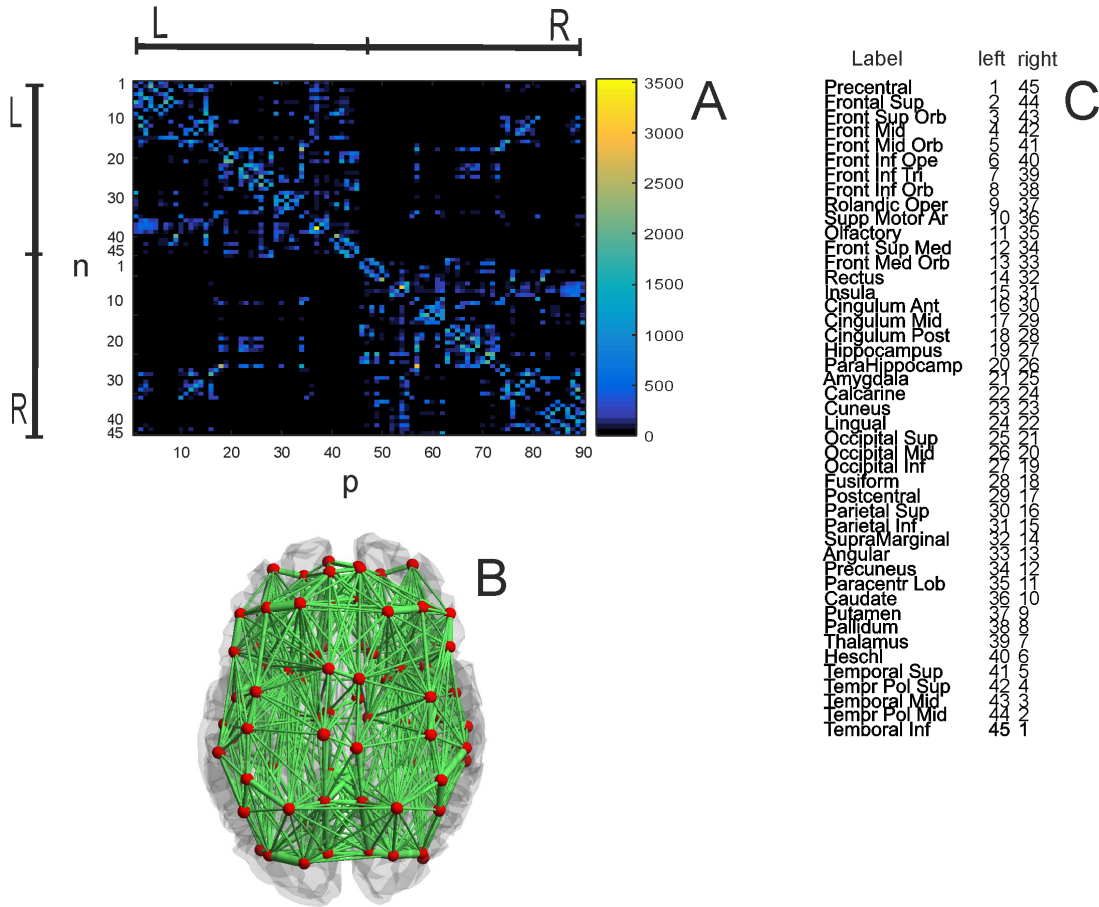 L R
A
L
R
n
1
10
20
30
40
45
1
10
20
30
40
45
10 20 30 40 50 60 70 80 90
p
3500
3000
2500
2000
1500
1000
500
0
B
C
Label left right
Precentral 1 45
Frontal Sup 2 44
Front Sup Orb 3 43
Front Mid 4 42
Front Mid Orb 5 41
Front Inf Ope 6 40
Front Inf Tri 7 39
Front Inf Orb 8 38
Rolandic Oper 9 37
Supp Motor Ar 10 36
Olfactory 11 35
Front Sup Med 12 34
Front Med Orb 13 33
Rectus 14 32
Insula 15 31
Cingulum Ant 16 30
Cingulum Mid 17 29
Cingulum Post 18 28
Hippocampus 19 27
ParaHippocamp 20 26
Amygdala 21 25
Calcarine 22 24
Cuneus 23 23
Lingual 24 22
Occipital Sup 25 21
Occipital Mid 26 20
Occipital Inf 27 19
Fusiform 28 18
Postcentral 29 17
Parietal Sup 30 16
Parietal Inf 31 15
SupraMarginal 32 14
Angular 33 13
Precuneus 34 12
Paracentr Lob 35 11
Caudate 36 10
Putamen 37 9
Pallidum 38 8
Thalamus 39 7
Heschl 40 6
Temporal Sup 41 5
Tembr Pol Sup 42 4
Temporal Mid 43 3
Tembr Pol Mid 44 2
Temporal Inf 45 1